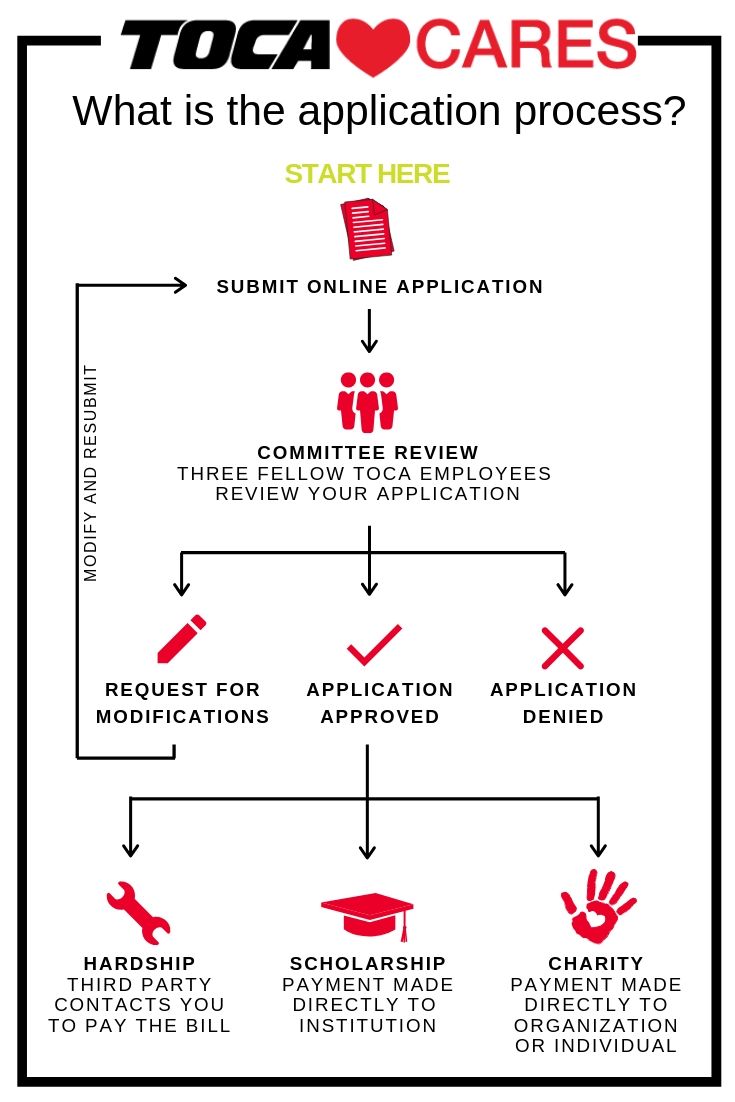 TOCA CARES
What is the application process?
START HERE
SUBMIT ONLINE APPLICATION
MODIFY AND RESUBMIT
COMMITTEE REVIEW
THREE FELLOW TOCA EMPLOYEES
REVIEW YOUR APPLICATION
REQUEST FOR
MODIFICATIONS
APPLICATION
APPROVED
APPLICATION
DENIED
HARDSHIP
THIRD PARTY
CONTACTS YOU
TO PAY THE BILL
SCHOLARSHIP
PAYMENT MADE
DIRECTLY TO
INSTITUTION
CHARITY
PAYMENT MADE
DIRECTLY TO
ORGANIZATION
OR INDIVIDUAL